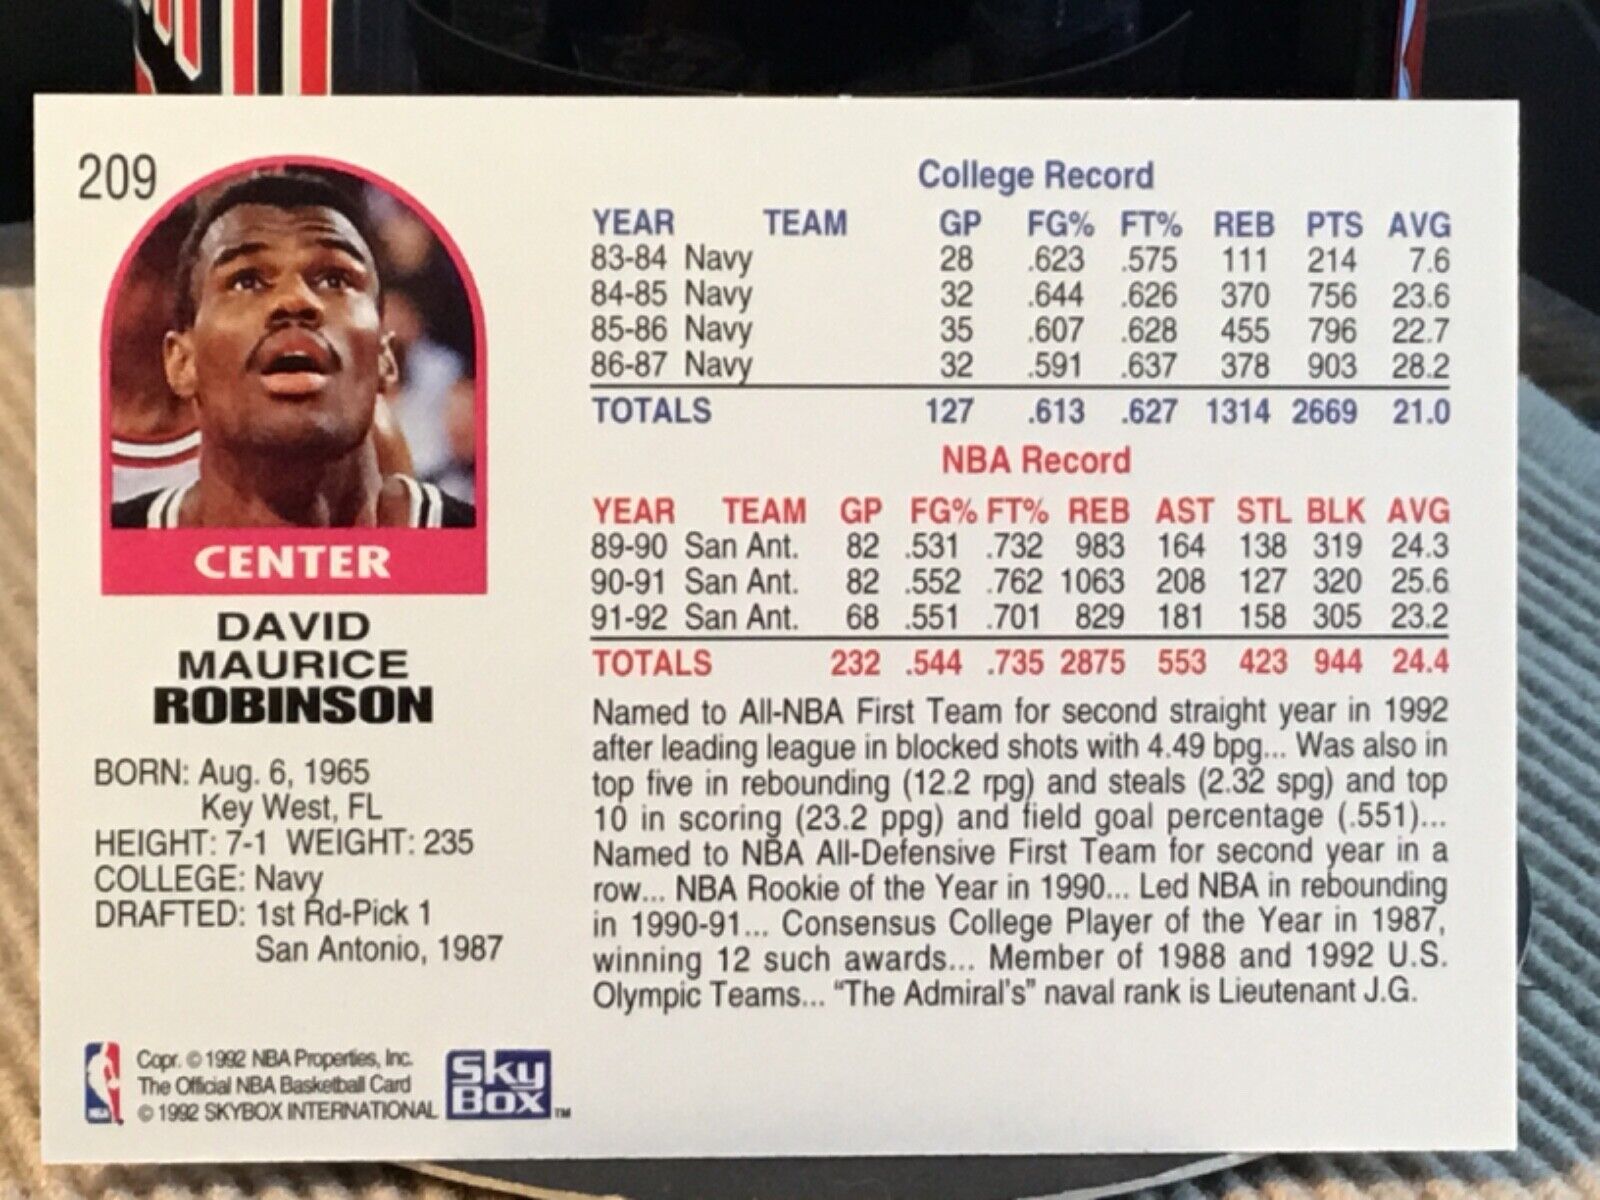 209
CENTER
DAVID
MAURICE
ROBINSON
BORN: Aug. 6, 1965
Key West, FL
HEIGHT: 7-1 WEIGHT: 235
COLLEGE: Navy
DRAFTED: 1st Rd-Pick 1
San Antonio, 1987
College Record
YEAR TEAM GP FG% FT% REB PTS AVG
83-84 Navy 28 .623 .575 111 214 7.6
84-85 Navy 32 .644 .626 370 756 23.6
85-86 Navy 35 .607 .628 455 796 22.7
86-87 Navy 32 .591 .637 378 903 28.2
TOTALS 127 .613 .627 1314 2669 21.0
NBA Record
YEAR TEAM GP FG% FT% REB AST STL BLK AVG
89-90 San Ant. 82 .531 .732 983 164 138 319 24.3
90-91 San Ant. 82 .552 .762 1063 208 127 320 25.6
91-92 San Ant. 68 .551 .701 829 181 158 305 23.2
TOTALS 232 .544 .735 2875 553 423 944 24.4
Named to All-NBA First Team for second straight year in 1992
after leading league in blocked shots with 4.49 bpg... Was also in
top five in rebounding (12.2 rpg) and steals (2.32 spg) and top
10 in scoring (23.2 ppg) and field goal percentage (.551)...
Named to NBA All-Defensive First Team for second year in a
row... NBA Rookie of the Year in 1990... Led NBA in rebounding
in 1990-91... Consensus College Player of the Year in 1987,
winning 12 such awards... Member of 1988 and 1992 U.S.
Olympic Teams... "The Admiral's" naval rank is Lieutenant J.G.
Copr. © 1992 NBA Properties, Inc.
The Official NBA Basketball Card
© 1992 SKYBOX INTERNATIONAL
NBA
Sky
BOX ™